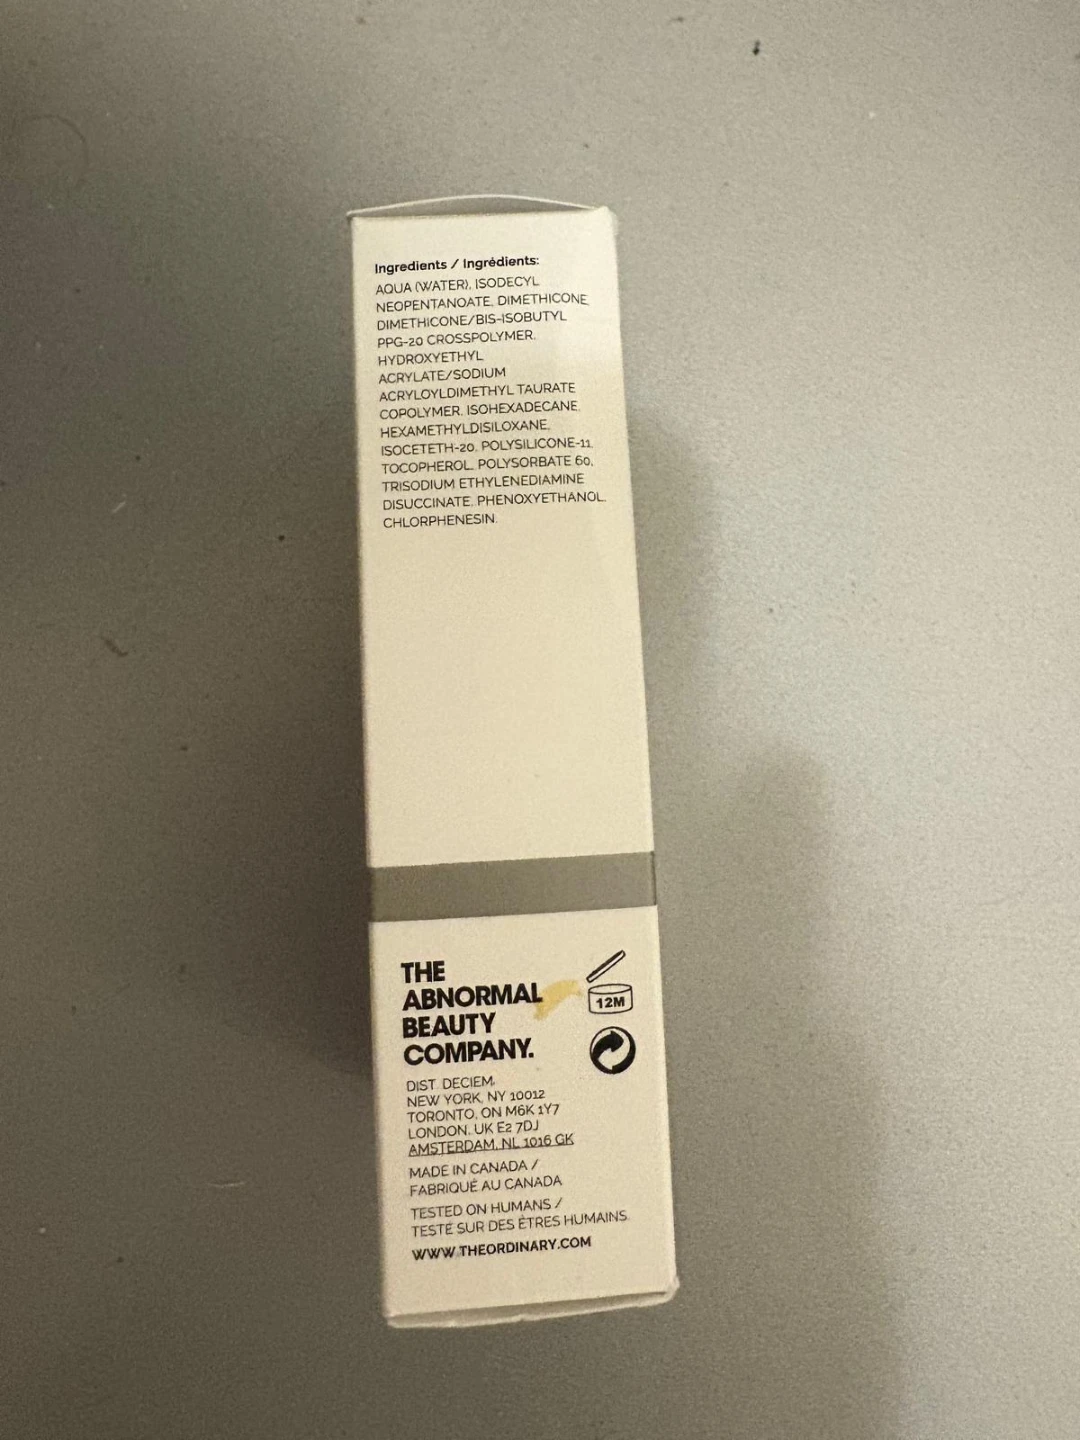 Ingredients / Ingrédients:
AQUA (WATER), ISODECYL
NEOPENTANOATE, DIMETHICONE,
DIMETHICONE/BIS-ISOBUTYL
PPG-20 CROSSPOLYMER,
HYDROXYETHYL
ACRYLATE/SODIUM
ACRYLOYLDIMETHYL TAURATE
COPOLYMER, ISOHEXADECANE,
HEXAMETHYLDISILOXANE,
ISOCETETH-20, POLYSILICONE-11,
TOCOPHEROL, POLYSORBATE 60,
TRISODIUM ETHYLENEDIAMINE
DISUCCINATE, PHENOXYETHANOL,
CHLORPHENESIN.
THE
ABNORMAL
BEAUTY
COMPANY.
12M
DIST. DECIEM,
NEW YORK, NY 10012
TORONTO, ON M6K 1Y7
LONDON, UK E2 7DJ
AMSTERDAM, NL 1016 GK
MADE IN CANADA /
FABRIQUÉ AU CANADA
TESTED ON HUMANS /
TESTÉ SUR DES ÊTRES HUMAINS.
WWW.THEORDINARY.COM